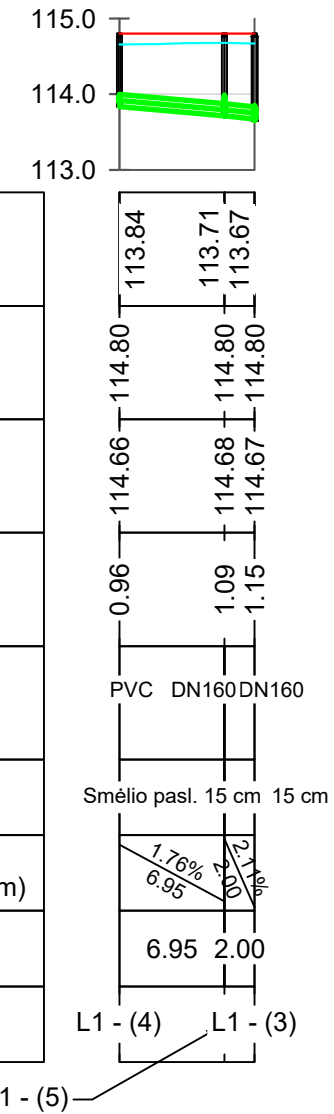 115.0
114.0
113.0
113.84 113.71 113.67
114.80 114.80 114.80
114.66 114.68 114.67
0.96 1.09 1.15
PVC DN160 DN160
Smėlio pasl. 15 cm 15 cm
1.76% 6.95 2.11% 2.00
m)
6.95 2.00
L1 - (4) L1 - (3)
1 - (5)